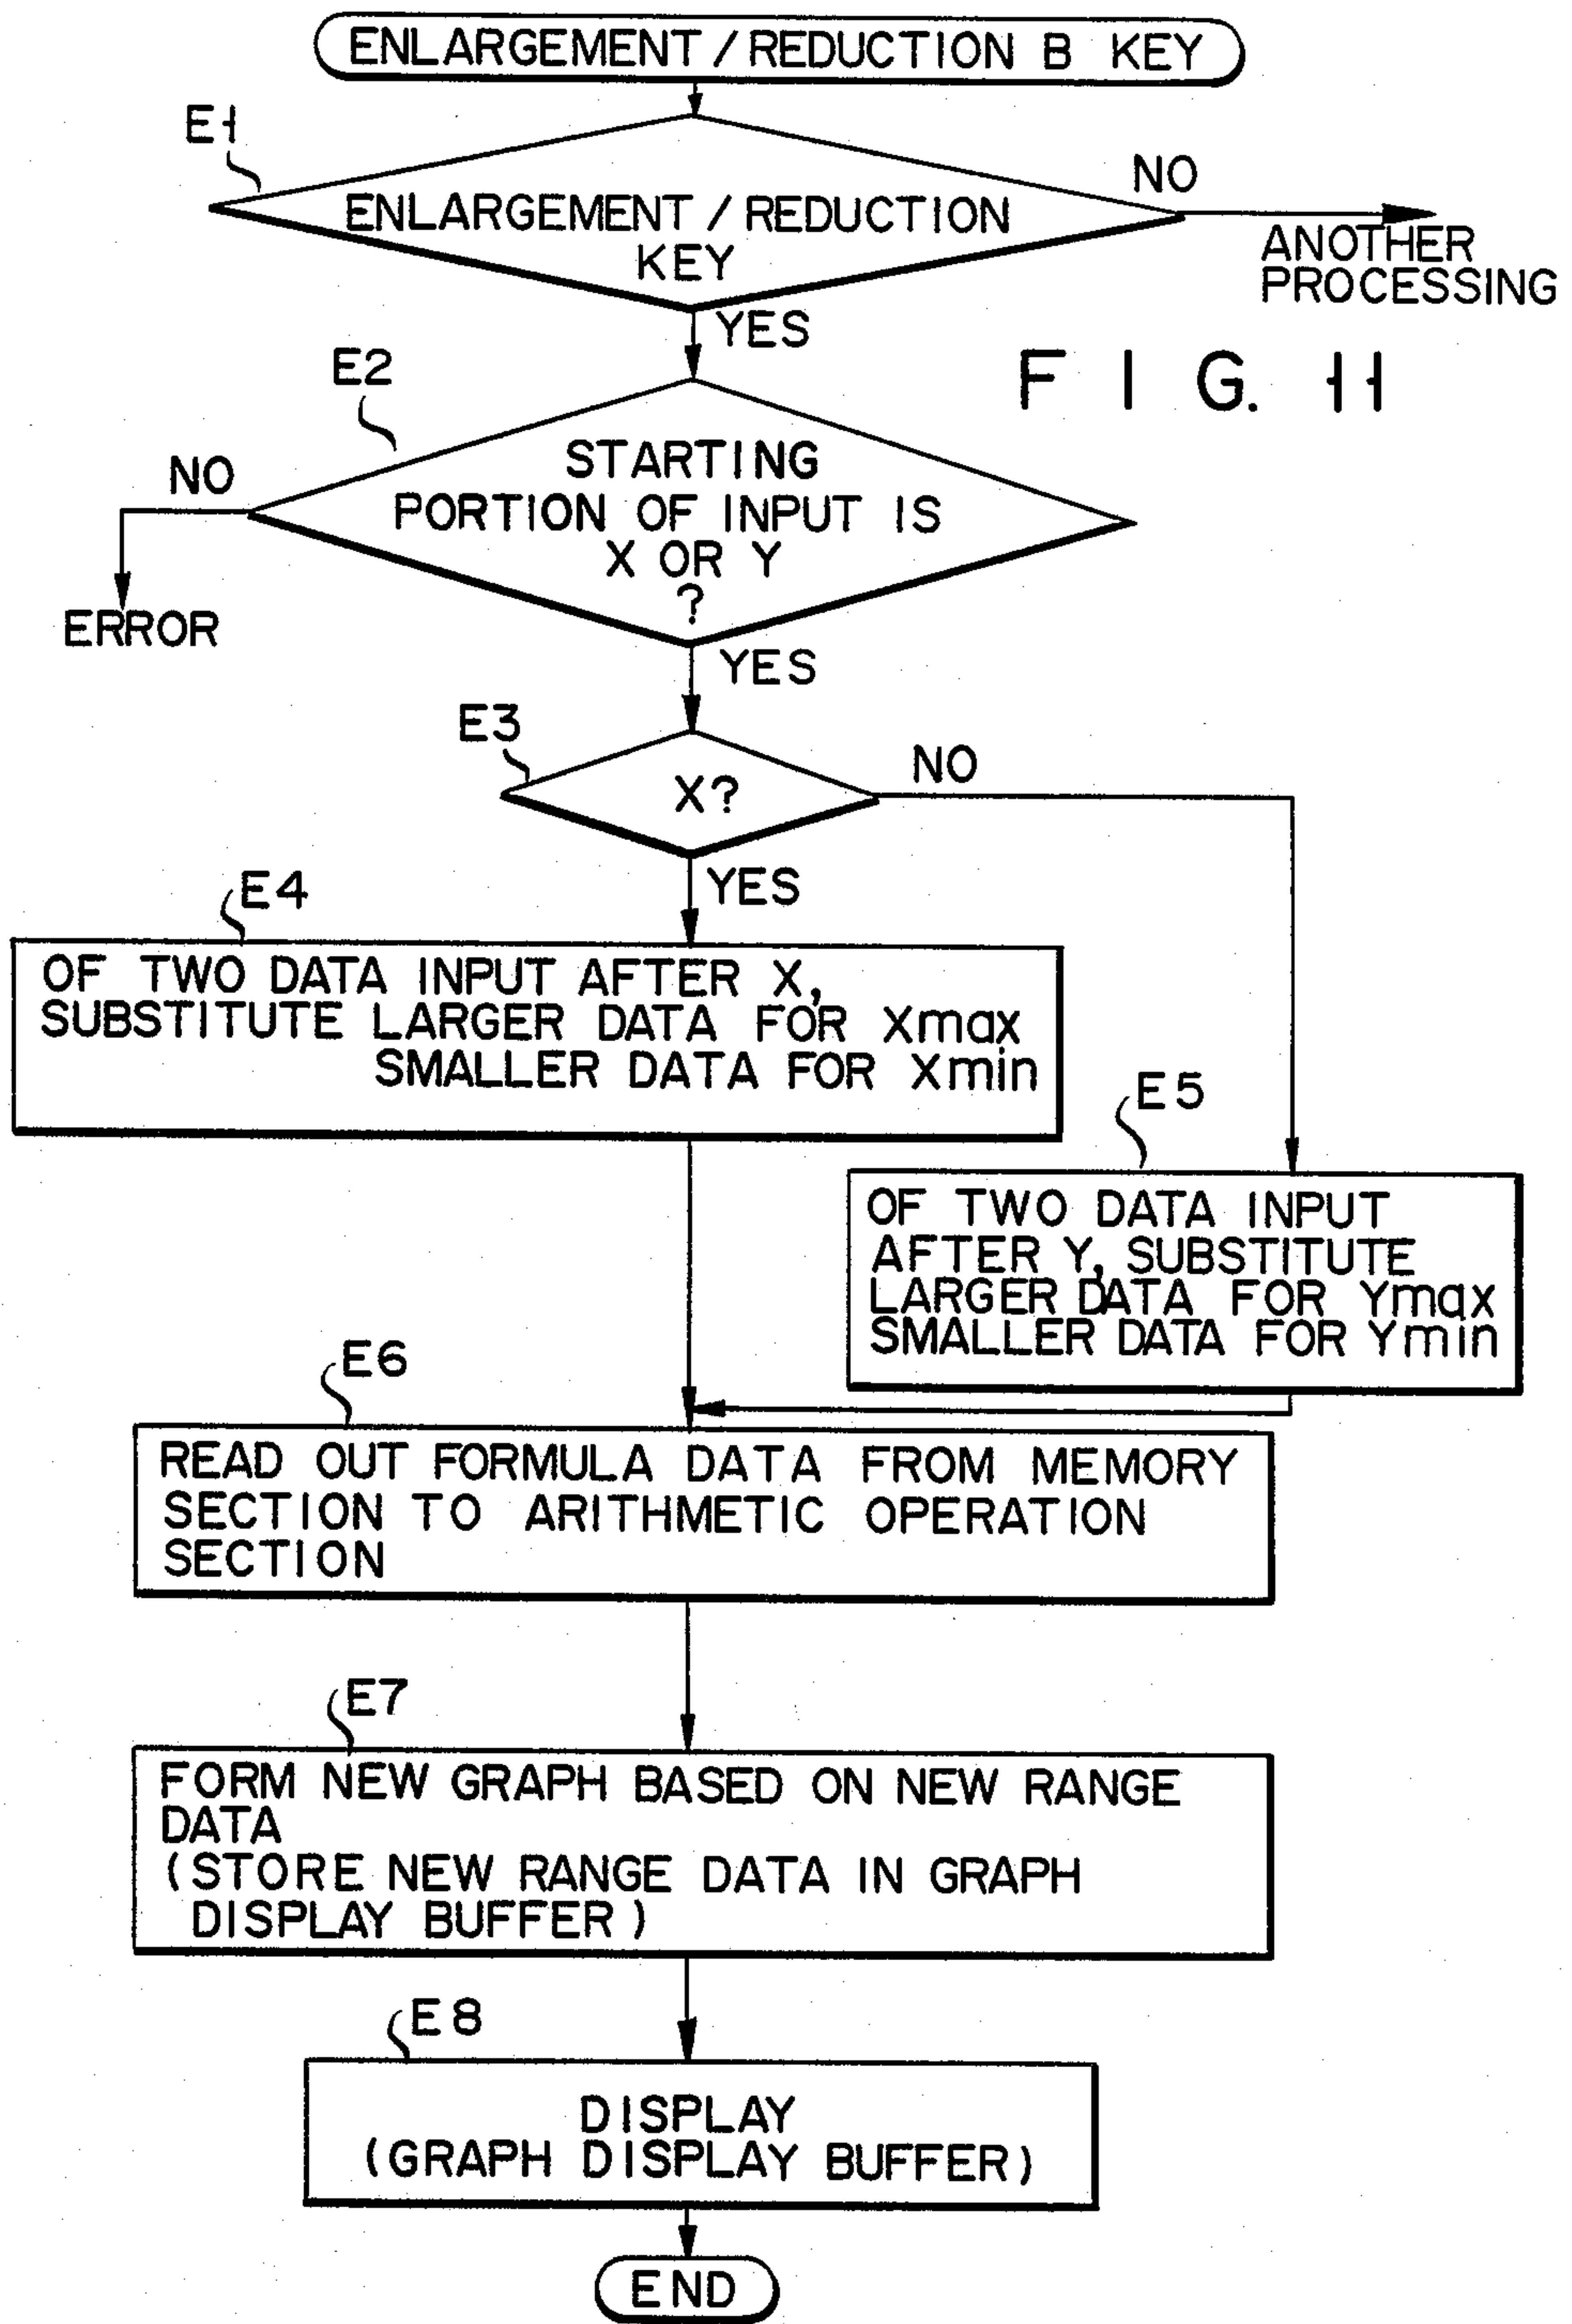 ENLARGEMENT / REDUCTION B KEY
E1
NO
ENLARGEMENT / REDUCTION
KEY
ANOTHER
PROCESSING
YES
FIG. 11
E2
STARTING
NO
PORTION OF INPUT IS
X OR Y
?
ERROR
YES
E3
NO
X?
YES
E4
OF TWO DATA INPUT AFTER X,
SUBSTITUTE LARGER DATA FOR Xmax
SMALLER DATA FOR Xmin
E5
OF TWO DATA INPUT
AFTER Y, SUBSTITUTE
LARGER DATA FOR Ymax
SMALLER DATA FOR Ymin
E6
READ OUT FORMULA DATA FROM MEMORY
SECTION TO ARITHMETIC OPERATION
SECTION
E7
FORM NEW GRAPH BASED ON NEW RANGE
DATA
(STORE NEW RANGE DATA IN GRAPH
DISPLAY BUFFER)
E8
DISPLAY
(GRAPH DISPLAY BUFFER)
END